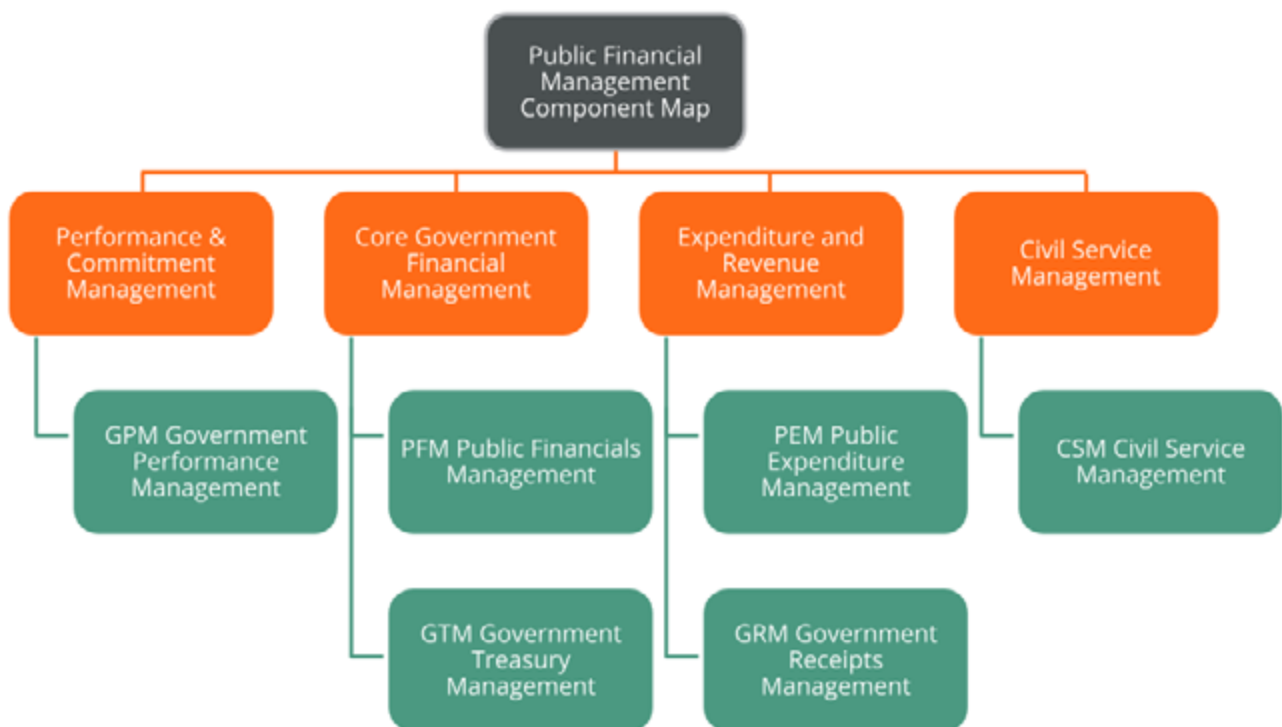 Public Financial
Management
Component Map
Performance &
Commitment
Management
Core Government
Financial
Management
Expenditure and
Revenue
Management
Civil Service
Management
GPM Government
Performance
Management
PFM Public Financials
Management
PEM Public
Expenditure
Management
CSM Civil Service
Management
GTM Government
Treasury
Management
GRM Government
Receipts
Management